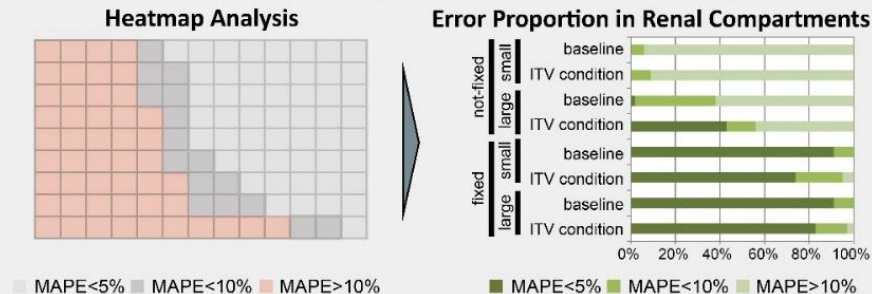 Heatmap Analysis
MAPE<5% MAPE<10% MAPE>10%
Error Proportion in Renal Compartments
not-fixed
small
baseline
ITV condition
large
baseline
ITV condition
fixed
small
baseline
ITV condition
large
baseline
ITV condition
0% 20% 40% 60% 80% 100%
MAPE<5% MAPE<10% MAPE>10%